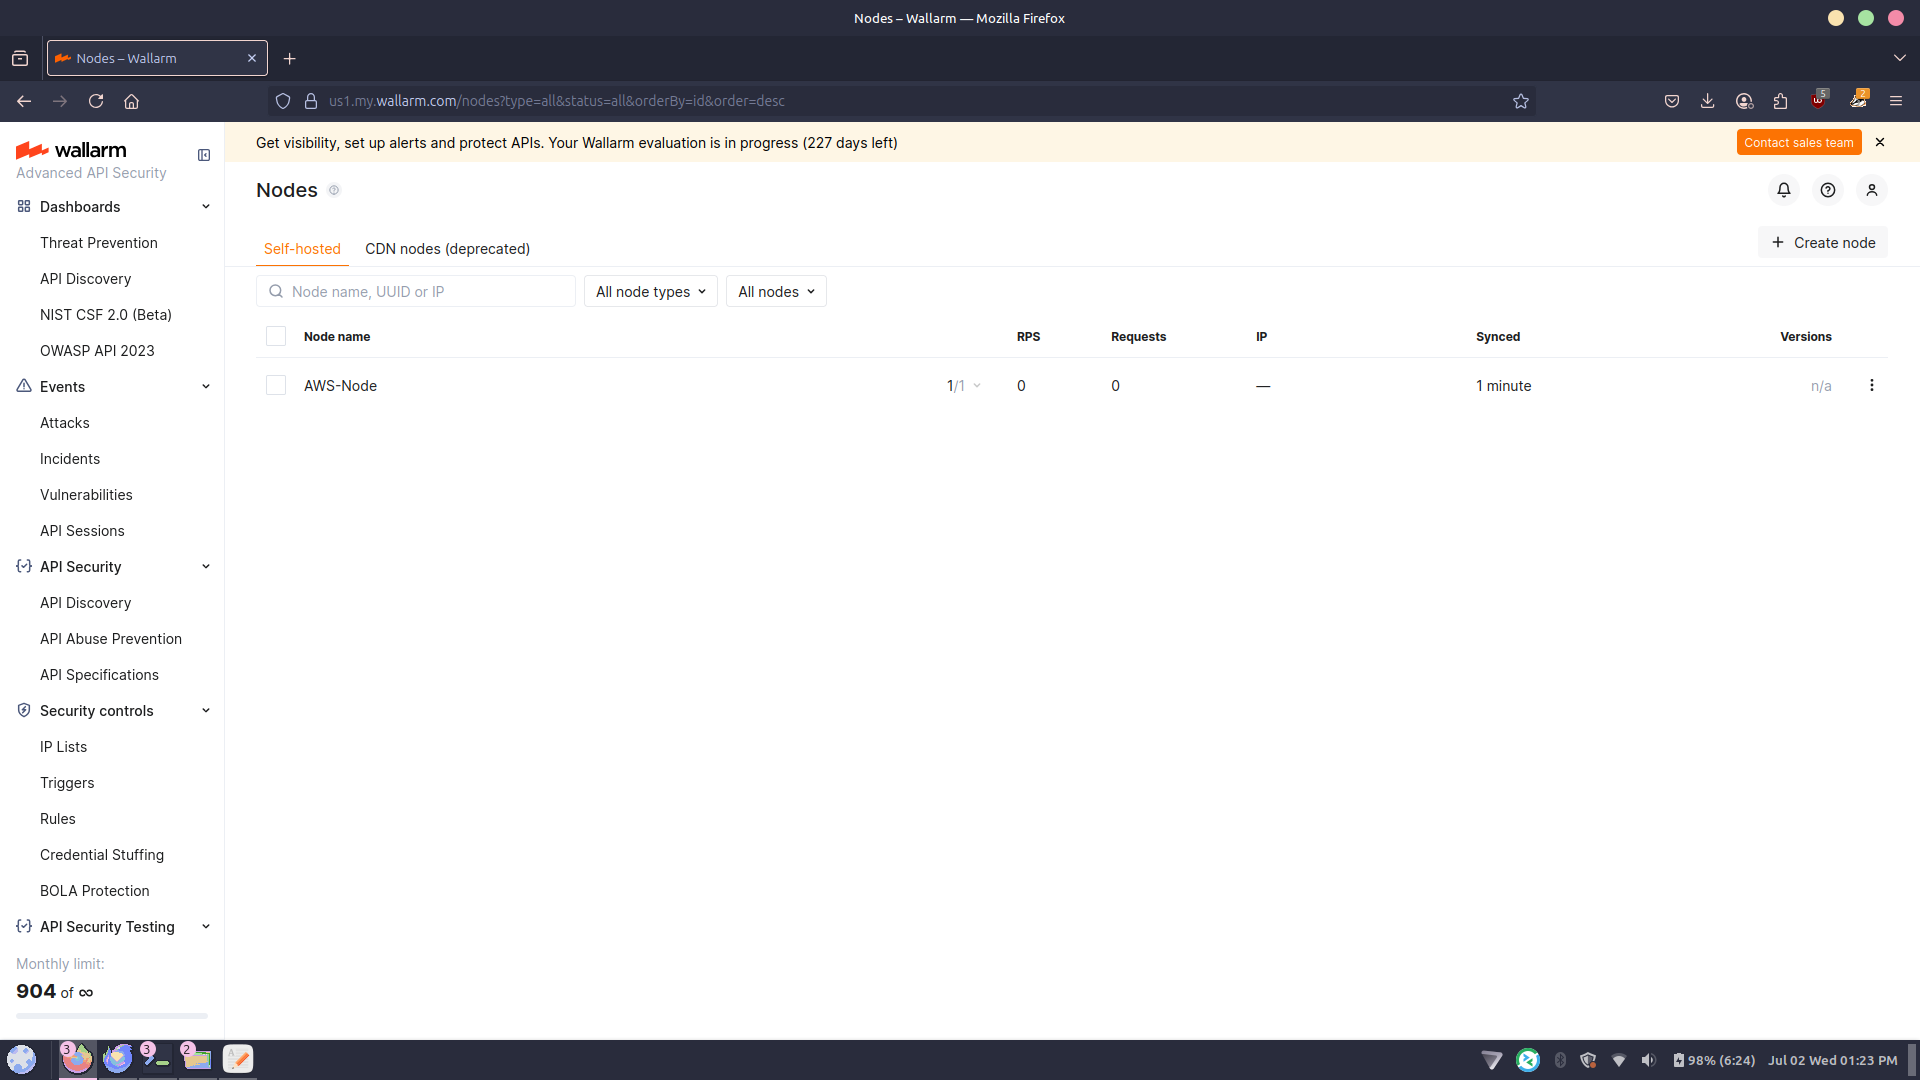 Nodes – Wallarm — Mozilla Firefox
Nodes – Wallarm
us1.my.wallarm.com/nodes?type=all&status=all&orderBy=id&order=desc
5
2
wallarm
Advanced API Security
Get visibility, set up alerts and protect APIs. Your Wallarm evaluation is in progress (227 days left)
Contact sales team
Nodes
Self-hosted
CDN nodes (deprecated)
Create node
Node name, UUID or IP
All node types
All nodes
Node name
RPS
Requests
IP
Synced
Versions
AWS-Node
1/1
0
0
—
1 minute
n/a
Dashboards
Threat Prevention
API Discovery
NIST CSF 2.0 (Beta)
OWASP API 2023
Events
Attacks
Incidents
Vulnerabilities
API Sessions
API Security
API Discovery
API Abuse Prevention
API Specifications
Security controls
IP Lists
Triggers
Rules
Credential Stuffing
BOLA Protection
API Security Testing
Monthly limit:
904 of ∞
3
3
2
98% (6:24)
Jul 02 Wed 01:23 PM